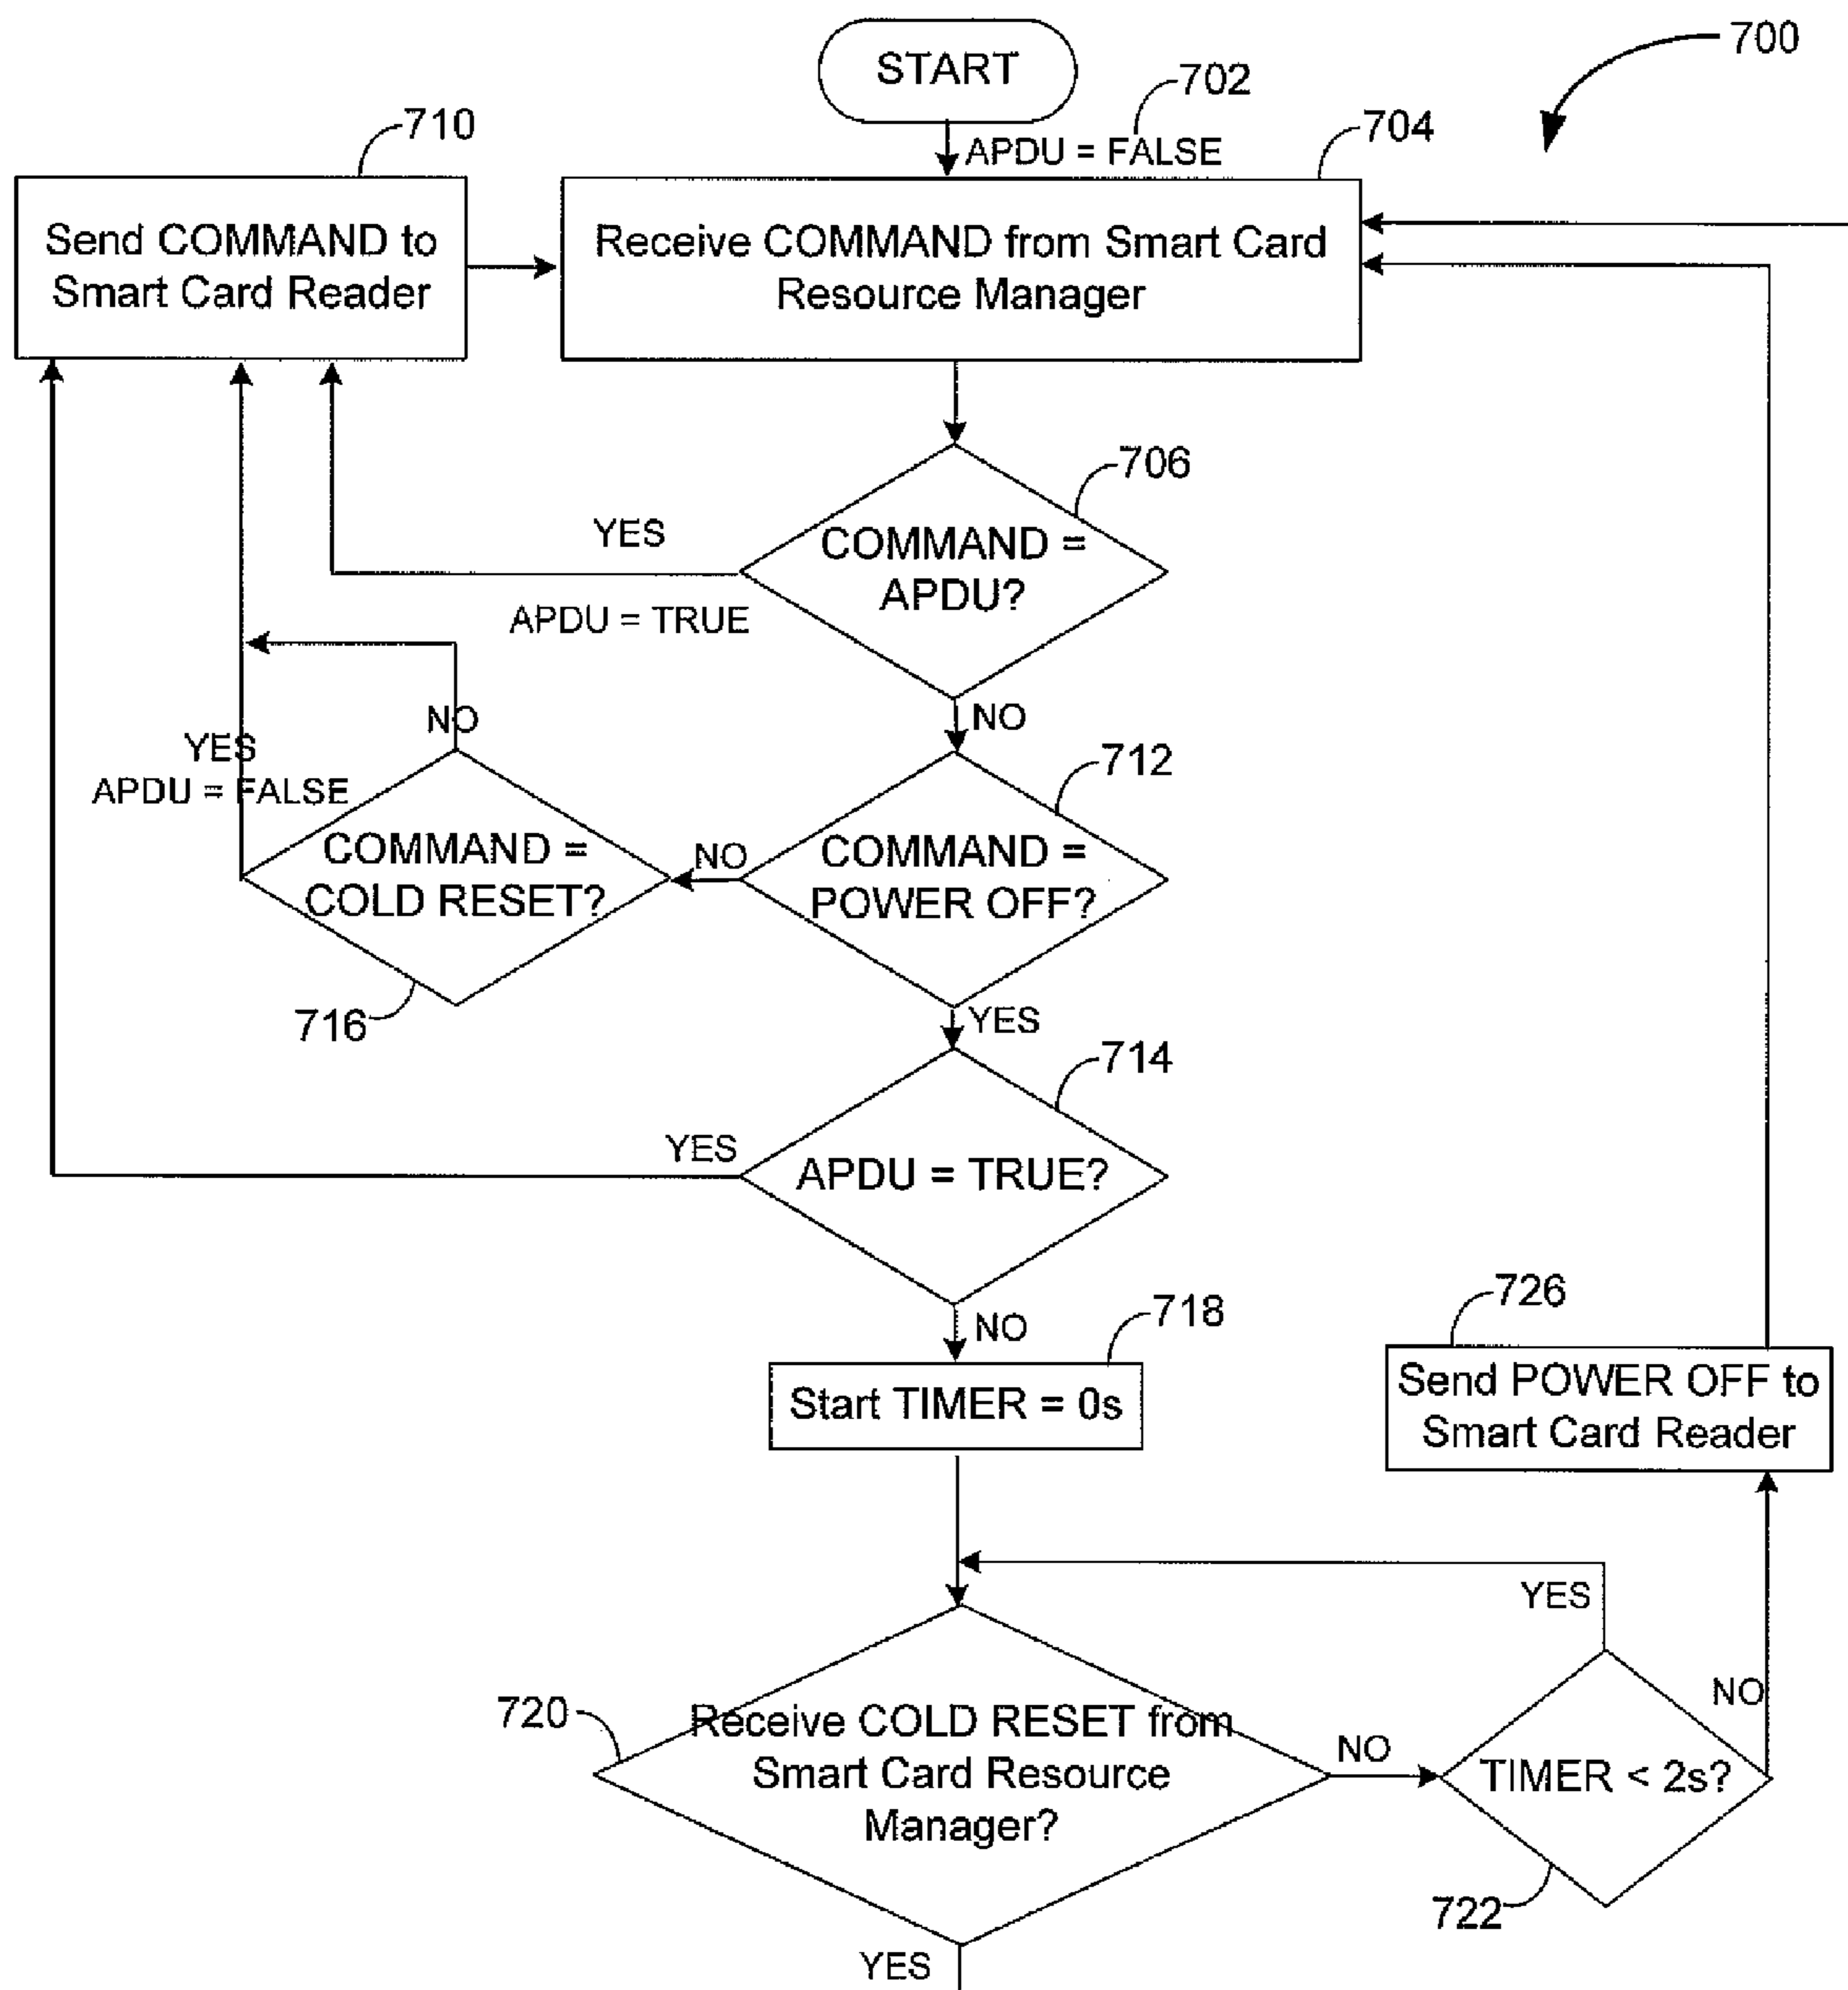 START
702
700
APDU = FALSE
710
704
Send COMMAND to
Smart Card Reader
Receive COMMAND from Smart Card
Resource Manager
706
YES
COMMAND =
APDU?
APDU = TRUE
NO
NO
YES
APDU = FALSE
712
COMMAND =
COLD RESET?
NO
COMMAND =
POWER OFF?
716
YES
714
YES
APDU = TRUE?
NO
718
Start TIMER = 0s
726
Send POWER OFF to
Smart Card Reader
YES
720
Receive COLD RESET from
Smart Card Resource
Manager?
NO
TIMER < 2s?
NO
722
YES